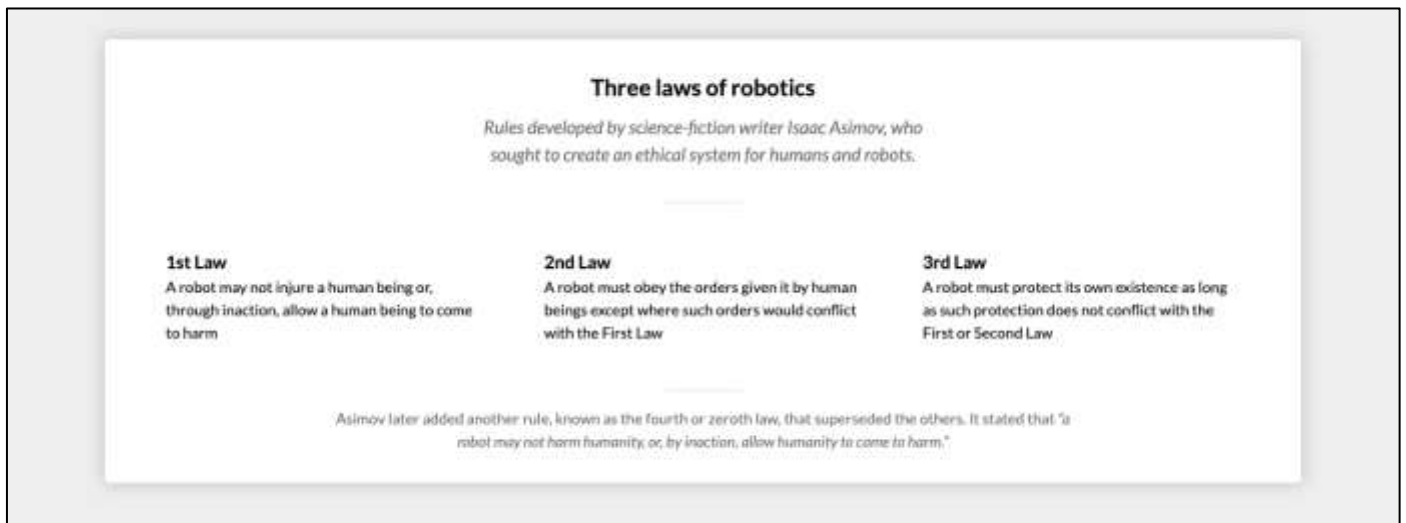 Three laws of robotics
Rules developed by science-fiction writer Isaac Asimov, who
sought to create an ethical system for humans and robots.
1st Law
A robot may not injure a human being or,
through inaction, allow a human being to come
to harm
2nd Law
A robot must obey the orders given it by human
beings except where such orders would conflict
with the First Law
3rd Law
A robot must protect its own existence as long
as such protection does not conflict with the
First or Second Law
Asimov later added another rule, known as the fourth or zeroth law, that superseded the others. It stated that "a
robot may not harm humanity, or, by inaction, allow humanity to come to harm."